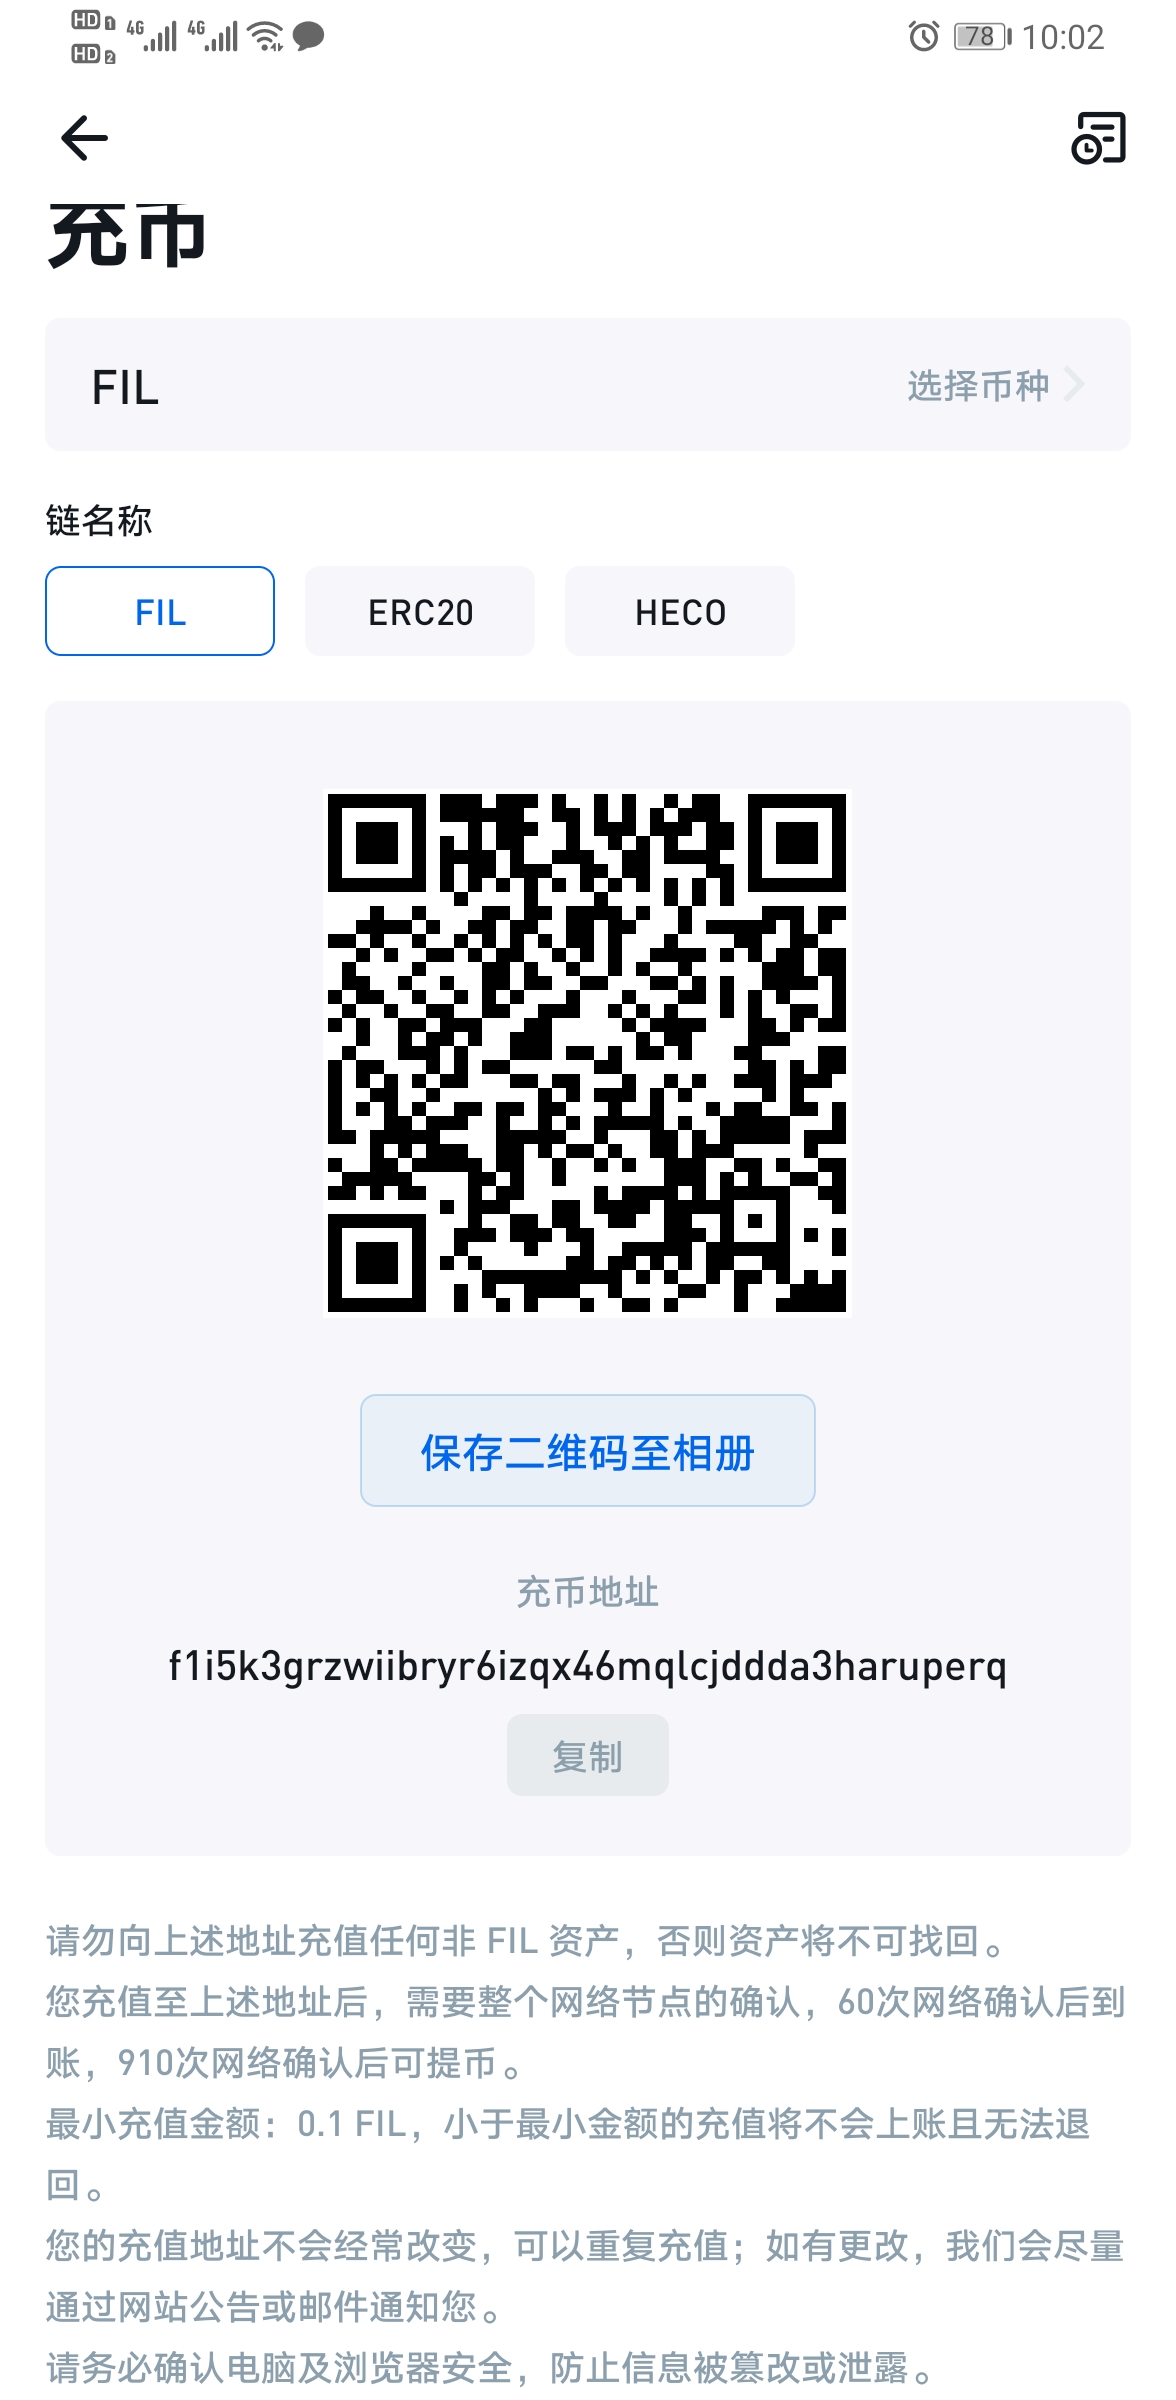 HD 1 4G 4G 78 10:02
HD 2
充币
FIL 选择币种
链名称
FIL ERC20 HECO
保存二维码至相册
充币地址
f1i5k3grzwiibryr6izqx46mqlcjddda3haruperq
复制
请勿向上述地址充值任何非 FIL 资产，否则资产将不可找回。
您充值至上述地址后，需要整个网络节点的确认，60次网络确认后到
账，910次网络确认后可提币。
最小充值金额：0.1 FIL，小于最小金额的充值将不会上账且无法退
回。
您的充值地址不会经常改变，可以重复充值；如有更改，我们会尽量
通过网站公告或邮件通知您。
请务必确认电脑及浏览器安全，防止信息被篡改或泄露。